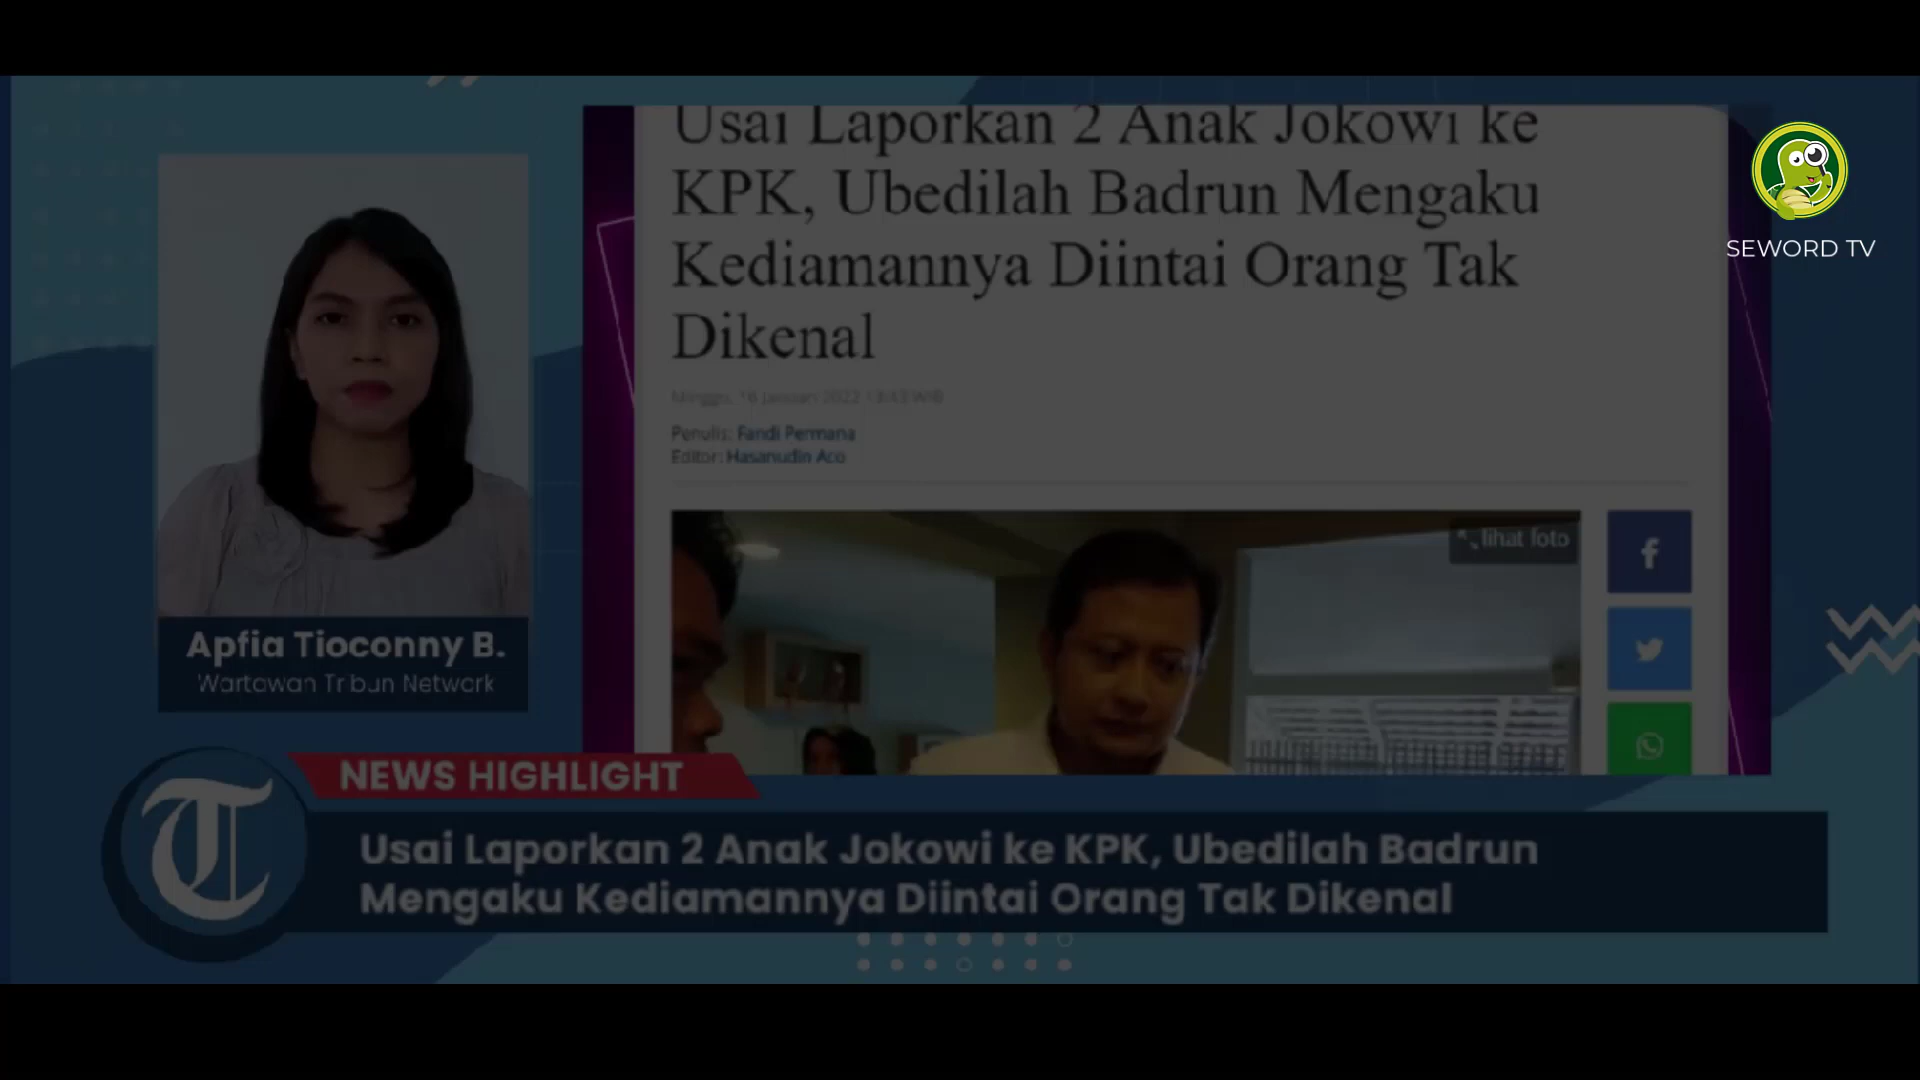 Usai Laporkan 2 Anak Jokowi ke
KPK, Ubedilah Badrun Mengaku
Kediamannya Diintai Orang Tak
Dikenal
Minggu, 16 Januari 2022 13:43 WIB
Penulis: Fandi Permana
Editor: Hasanudin Aco
lihat foto
SEWORD TV
Apfia Tioconny B.
Wartawan Tribun Network
NEWS HIGHLIGHT
Usai Laporkan 2 Anak Jokowi ke KPK, Ubedilah Badrun
Mengaku Kediamannya Diintai Orang Tak Dikenal